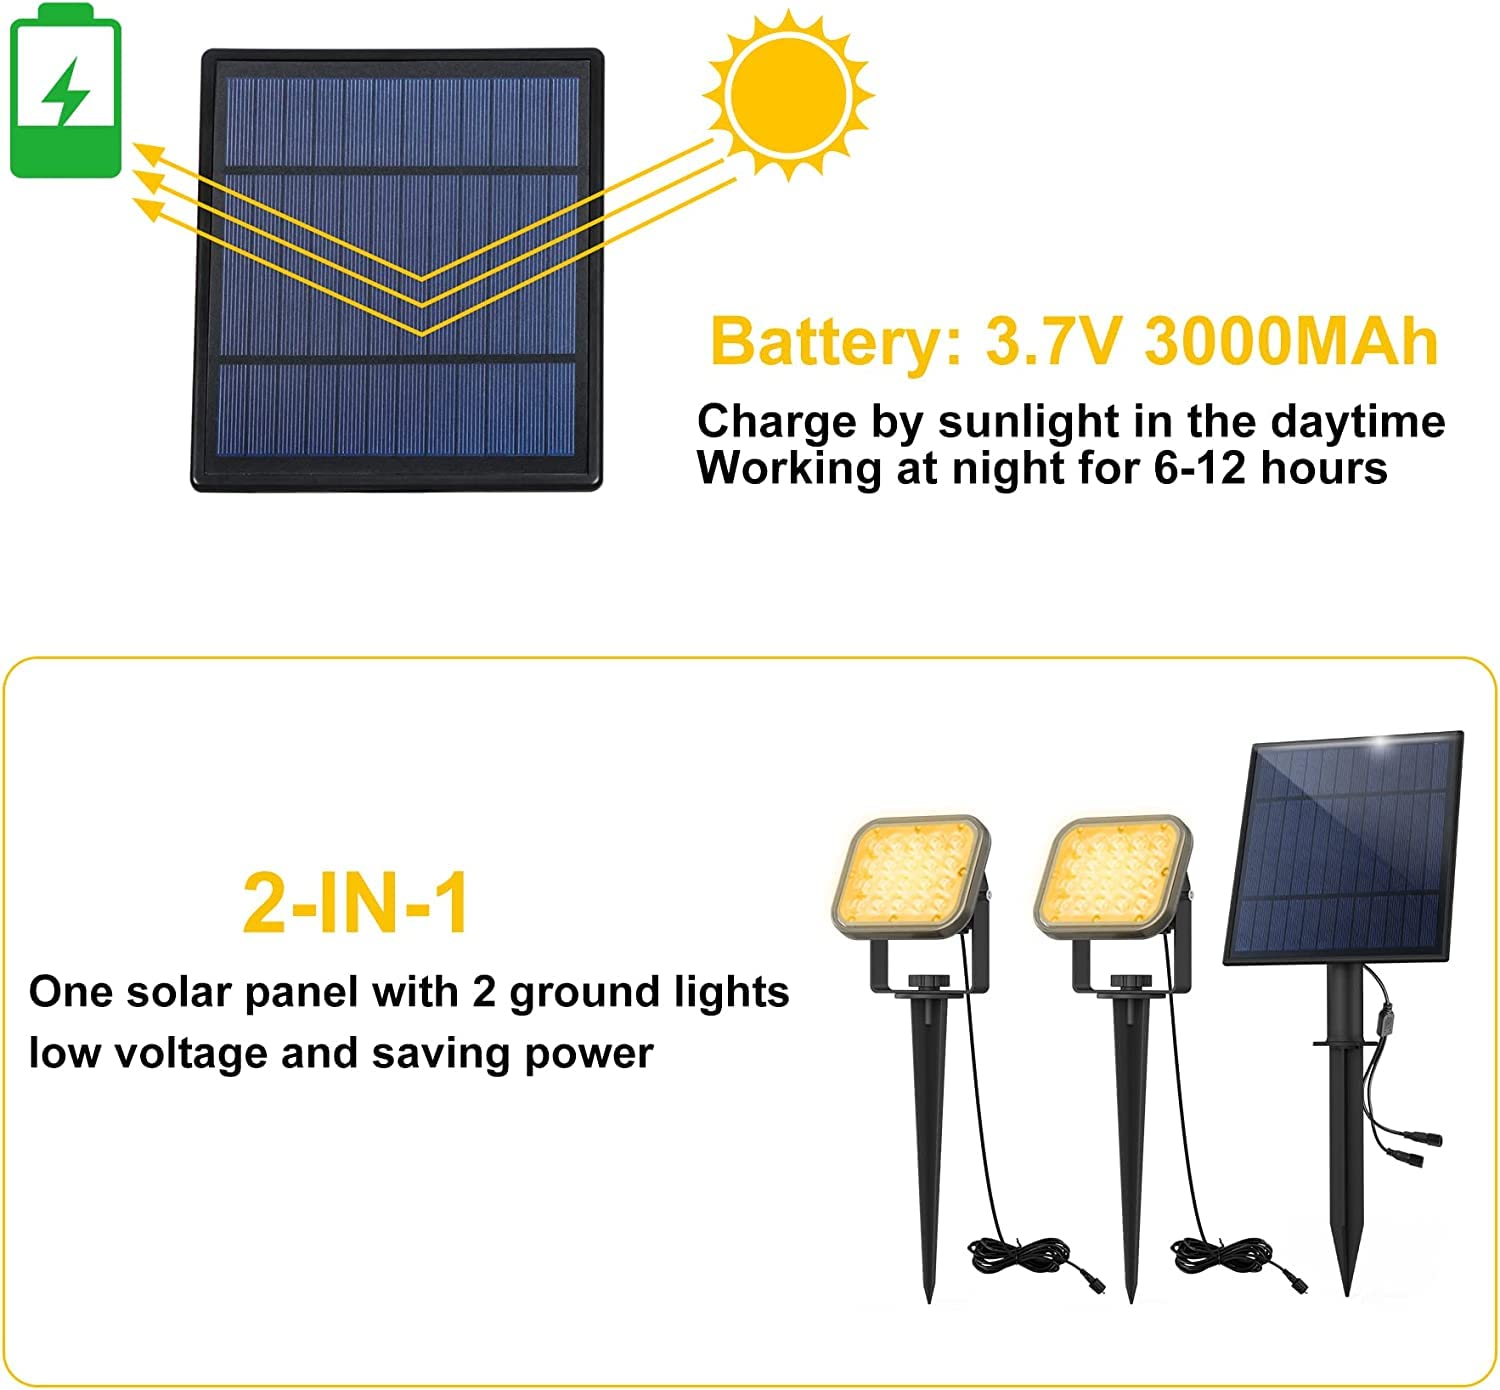 Battery: 3.7V 3000MAh
Charge by sunlight in the daytime
Working at night for 6-12 hours
2-IN-1
One solar panel with 2 ground lights
low voltage and saving power